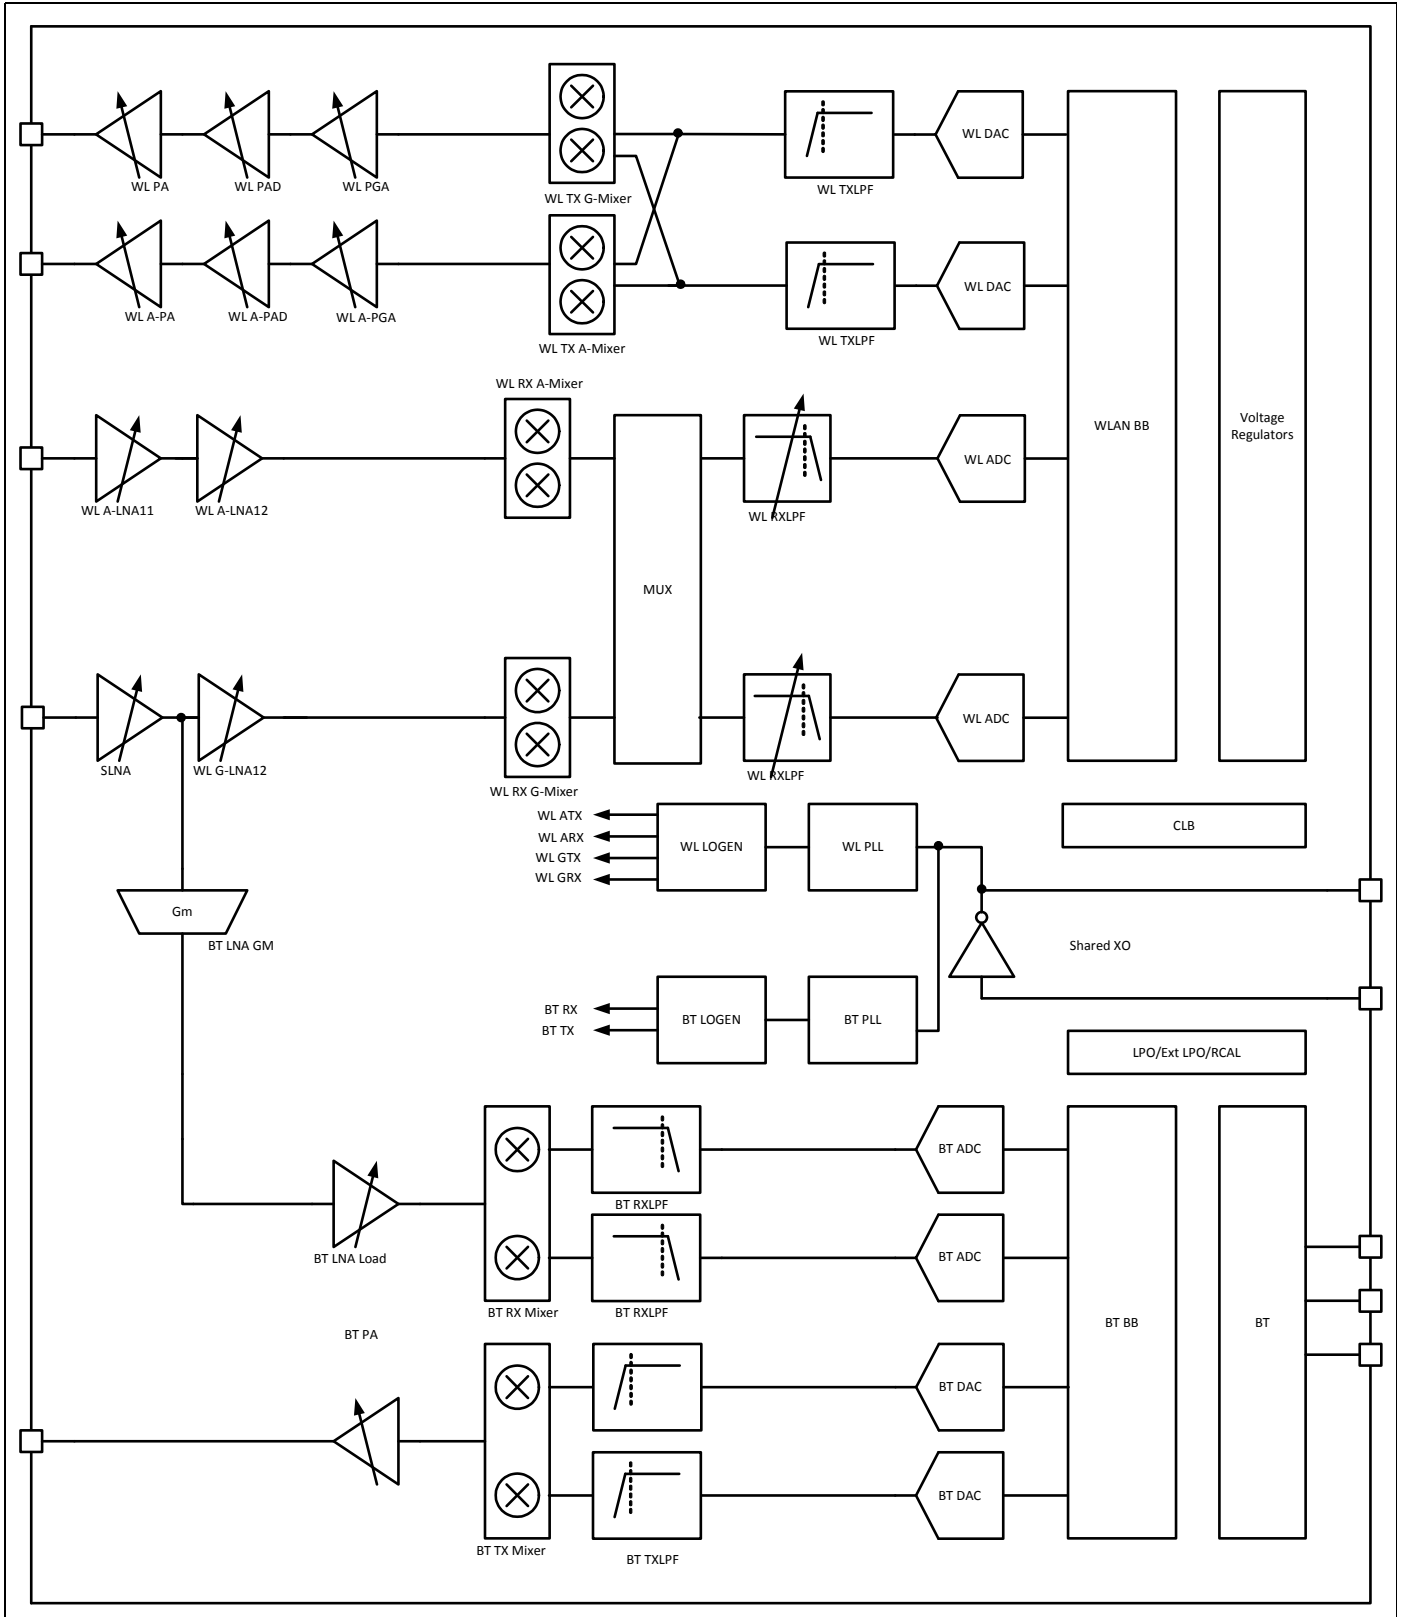 WL DAC
WL PA
WL PAD
WL PGA
WL TX G-Mixer
WL TXLPF
WL DAC
WL A-PA
WL A-PAD
WL A-PGA
WL TX A-Mixer
WL TXLPF
WL RX A-Mixer
WLAN BB
Voltage
Regulators
WL ADC
WL A-LNA11
WL A-LNA12
WL RXLPF
MUX
WL ADC
SLNA
WL G-LNA12
WL RXLPF
WL RX G-Mixer
WL ATX
WL ARX
WL GTX
WL GRX
WL LOGEN
WL PLL
CLB
Gm
BT LNA GM
Shared XO
BT RX
BT TX
BT LOGEN
BT PLL
LPO/Ext LPO/RCAL
BT ADC
BT RXLPF
BT LNA Load
BT ADC
BT RX Mixer
BT RXLPF
BT PA
BT BB
BT
BT DAC
BT DAC
BT TX Mixer
BT TXLPF